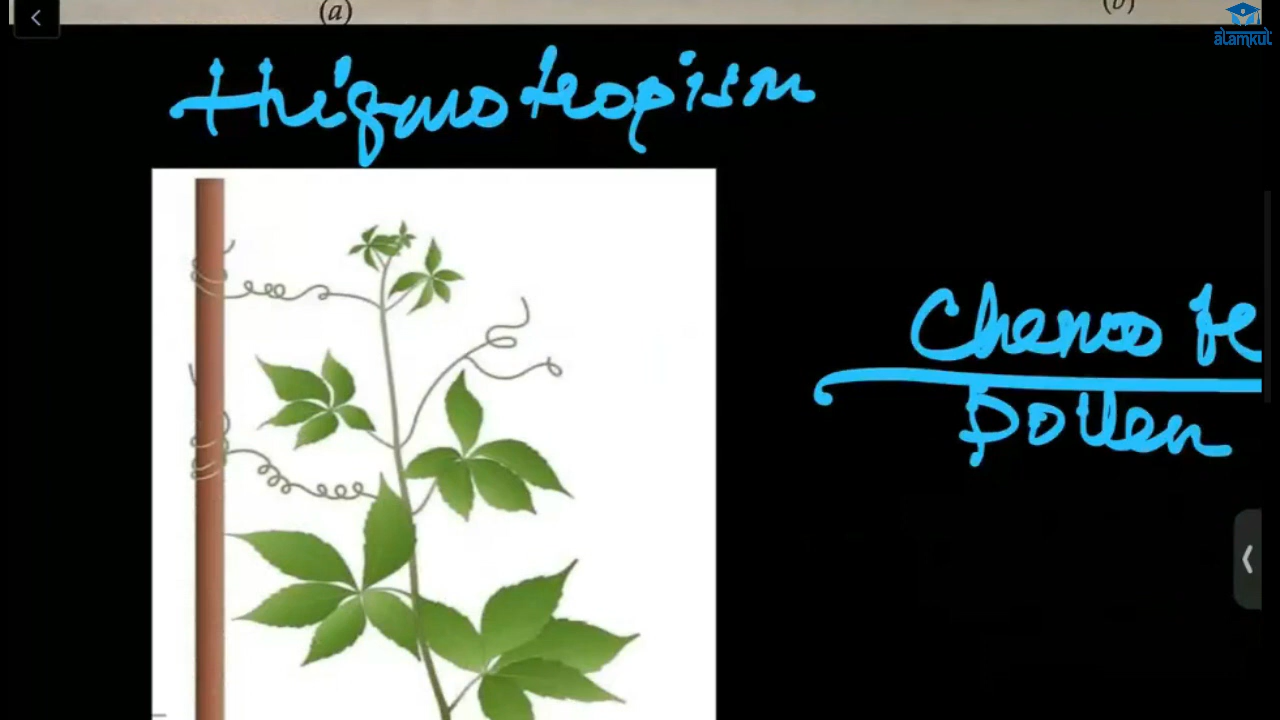 (a)
(b)
alamkul
Thigmotropism
Chemo te
Pollen